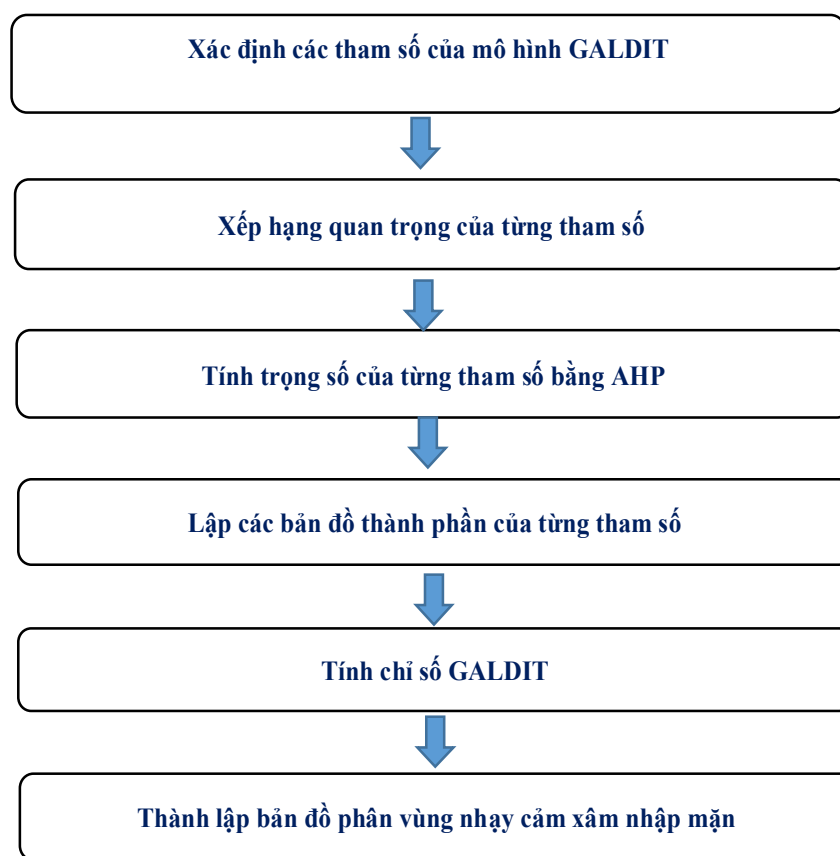 Xác định các tham số của mô hình GALDIT
Xếp hạng quan trọng của từng tham số
Tính trọng số của từng tham số bằng AHP
Lập các bản đồ thành phần của từng tham số
Tính chỉ số GALDIT
Thành lập bản đồ phân vùng nhạy cảm xâm nhập mặn